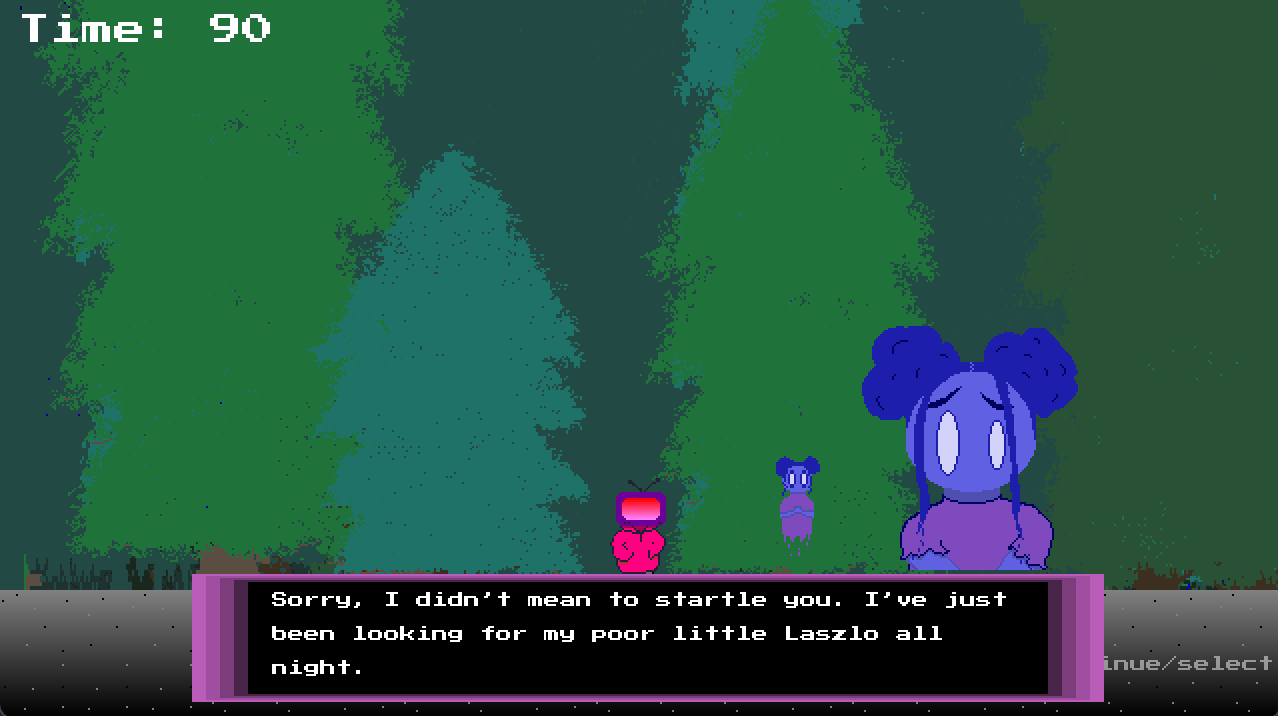 Time: 90
Sorry, I didn't mean to startle you. I've just
been looking for my poor little Laszlo all
night.
inue/select